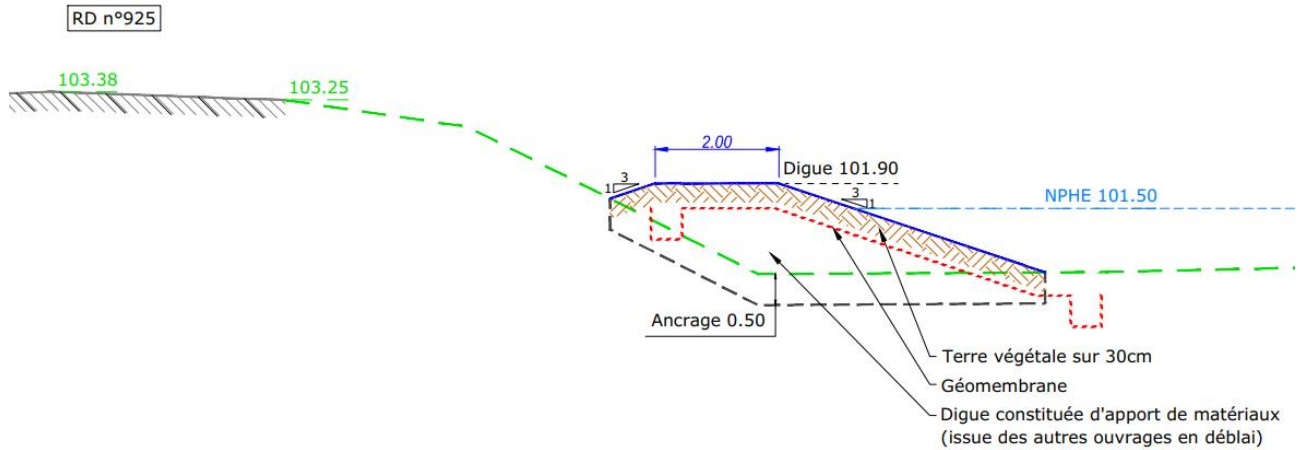 RD n°925
103.38
103.25
2.00
3
1
Digue 101.90
3
1
NPHE 101.50
Ancrage 0.50
Terre végétale sur 30cm
Géomembrane
Digue constituée d'apport de matériaux
(issue des autres ouvrages en déblai)